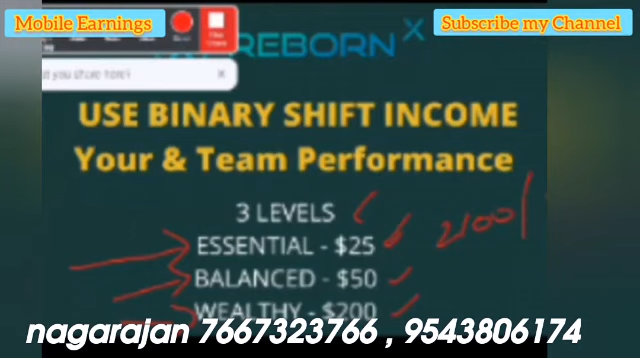 Mobile Earnings
Subscribe my Channel
REBORN X
USE BINARY SHIFT INCOME
Your & Team Performance
3 LEVELS
ESSENTIAL - $25
2100/
BALANCED - $50
WEALTHY - $200
nagarajan 7667323766 , 9543806174